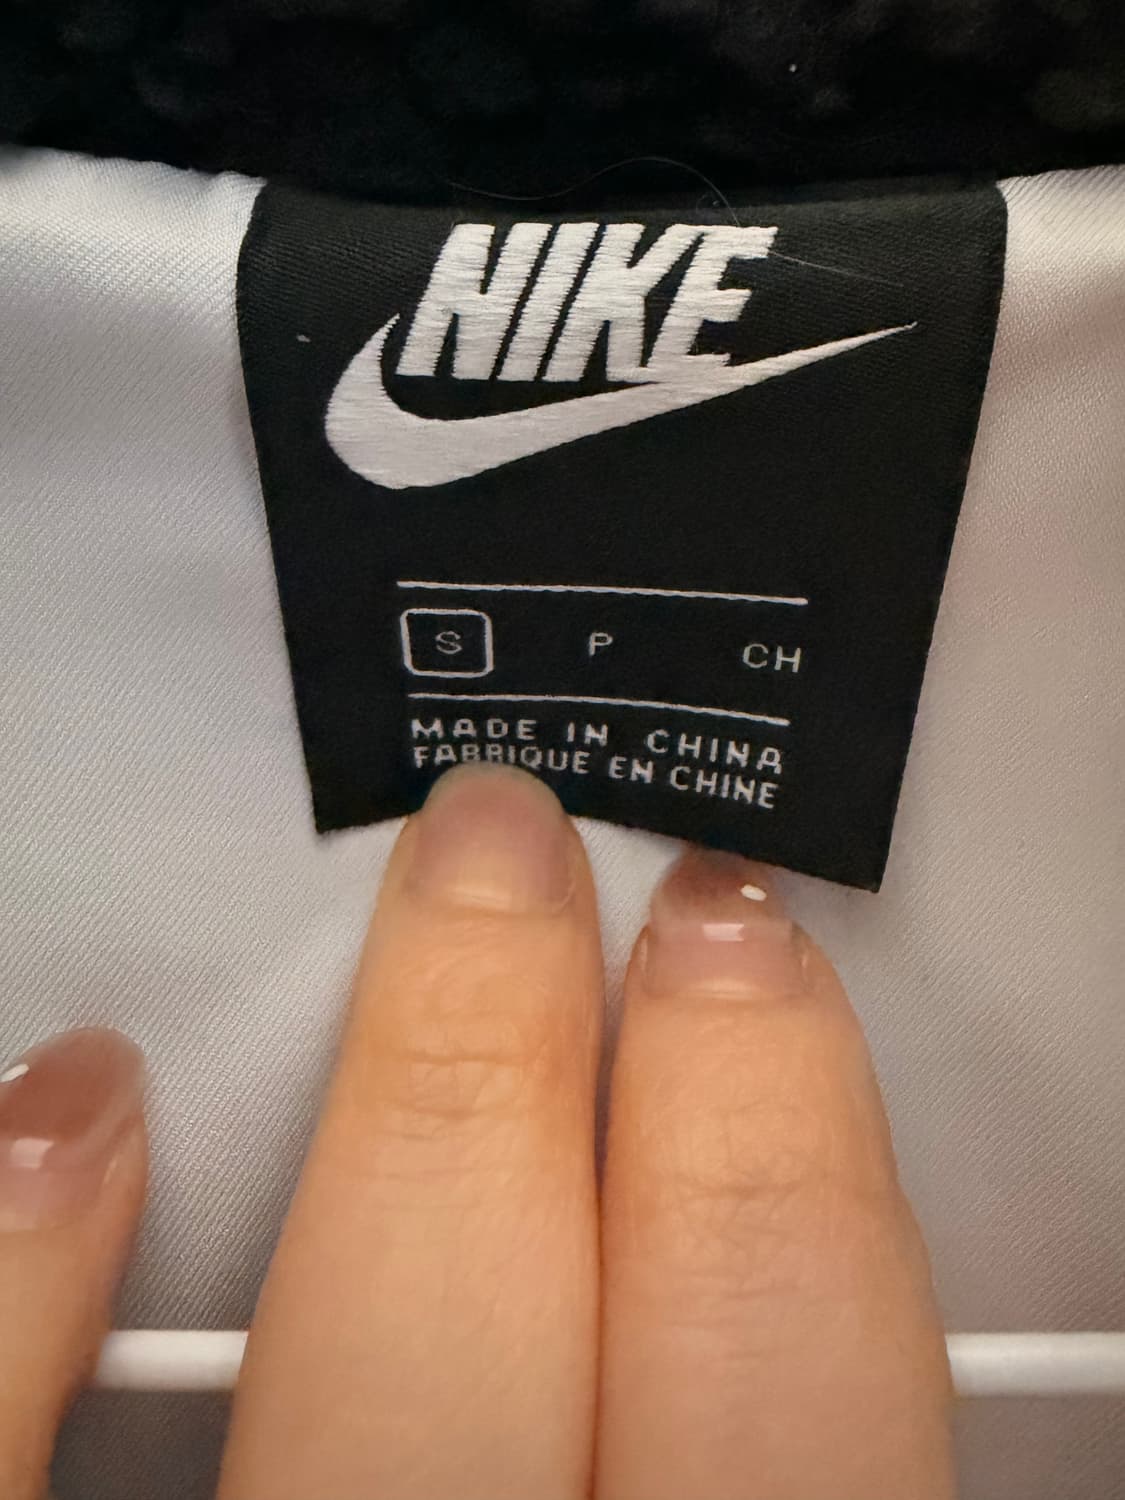 NIKE
S P CH
MADE IN CHINA
FABRIQUE EN CHINE